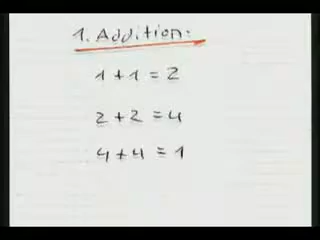 1. Addition:
1 + 1 = 2
2 + 2 = 4
4 + 4 = 1